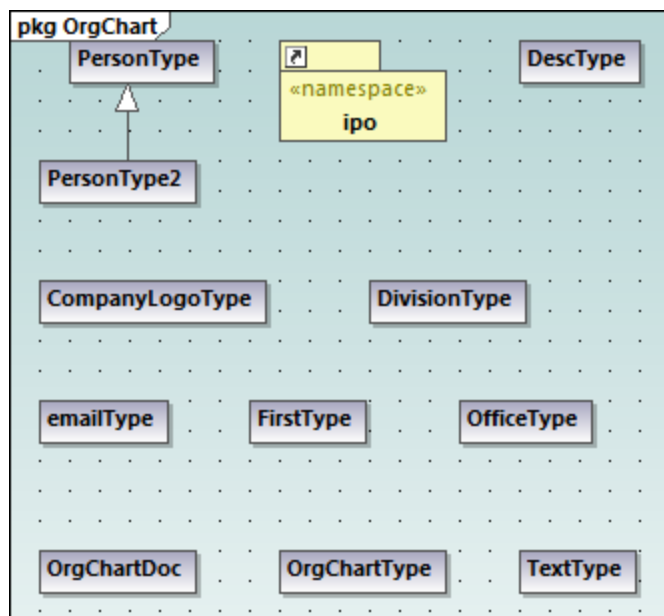 pkg OrgChart
PersonType
«namespace»
ipo
DescType
PersonType2
CompanyLogoType
DivisionType
emailType
FirstType
OfficeType
OrgChartDoc
OrgChartType
TextType